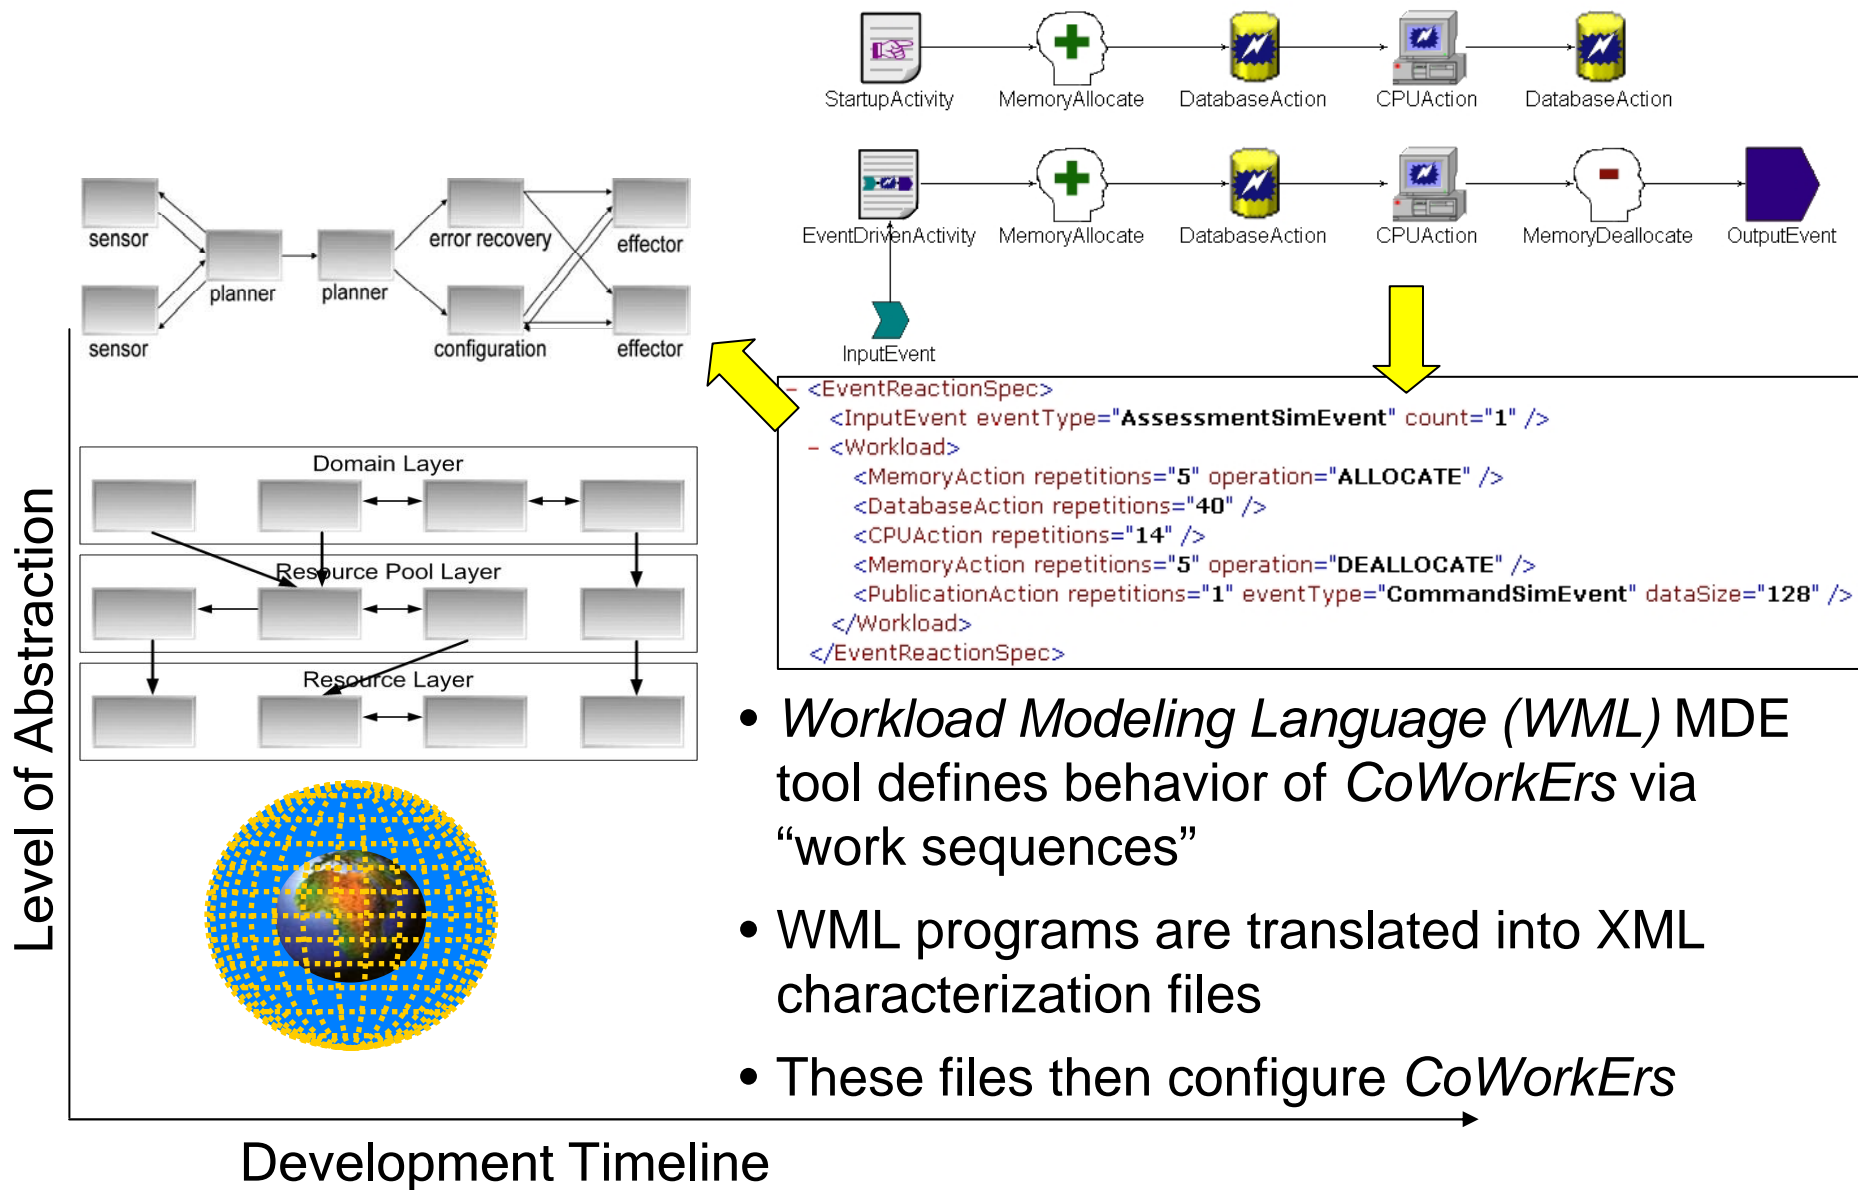 StartupActivity MemoryAllocate DatabaseAction CPUAction DatabaseAction
EventDrivenActivity MemoryAllocate DatabaseAction CPUAction MemoryDeallocate OutputEvent
InputEvent
sensor error recovery effector
planner planner
sensor configuration effector
- <EventReactionSpec>
<InputEvent eventType="AssessmentSimEvent" count="1" />
- <Workload>
<MemoryAction repetitions="5" operation="ALLOCATE" />
<DatabaseAction repetitions="40" />
<CPUAction repetitions="14" />
<MemoryAction repetitions="5" operation="DEALLOCATE" />
<PublicationAction repetitions="1" eventType="CommandSimEvent" dataSize="128" />
</Workload>
</EventReactionSpec>
Domain Layer
Resource Pool Layer
Resource Layer
Level of Abstraction
• Workload Modeling Language (WML) MDE
tool defines behavior of CoWorkErs via
“work sequences”
• WML programs are translated into XML
characterization files
• These files then configure CoWorkErs
Development Timeline